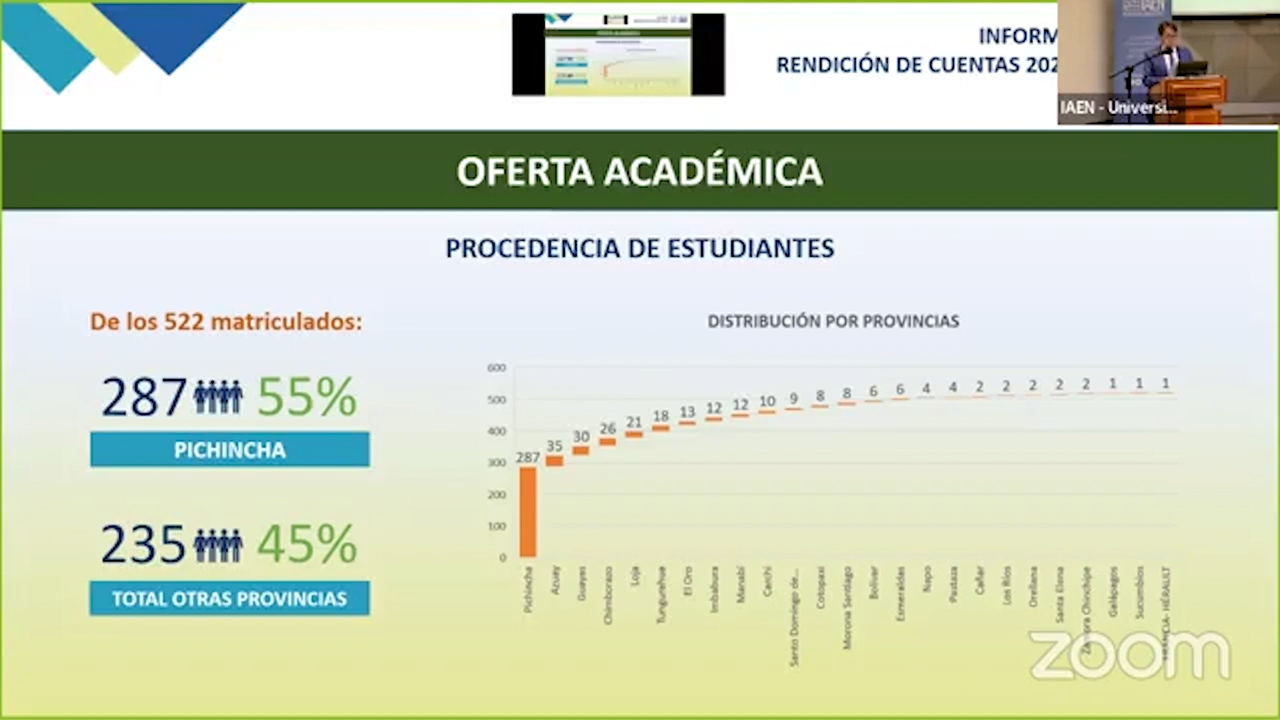 INFORM
RENDICIÓN DE CUENTAS 202
IAEN
IAEN - Universi...
OFERTA ACADÉMICA
PROCEDENCIA DE ESTUDIANTES
De los 522 matriculados:
287 55%
PICHINCHA
235 45%
TOTAL OTRAS PROVINCIAS
DISTRIBUCIÓN POR PROVINCIAS
600
500
400
300
200
100
0
287 35 30 26 21 18 13 12 12 10 9 8 8 6 6 4 4 2 2 2 2 2 1 1 1
Pichincha
Azuay
Guayas
Chimborazo
Loja
Tungurahua
El Oro
Imbabura
Manabí
Carchi
Santo Domingo de...
Cotopaxi
Morona Santiago
Bolívar
Esmeraldas
Napo
Pastaza
Cañar
Los Ríos
Orellana
Santa Elena
Zamora Chinchipe
Galápagos
Sucumbíos
FRANCIA- HÉRAULT
zoom